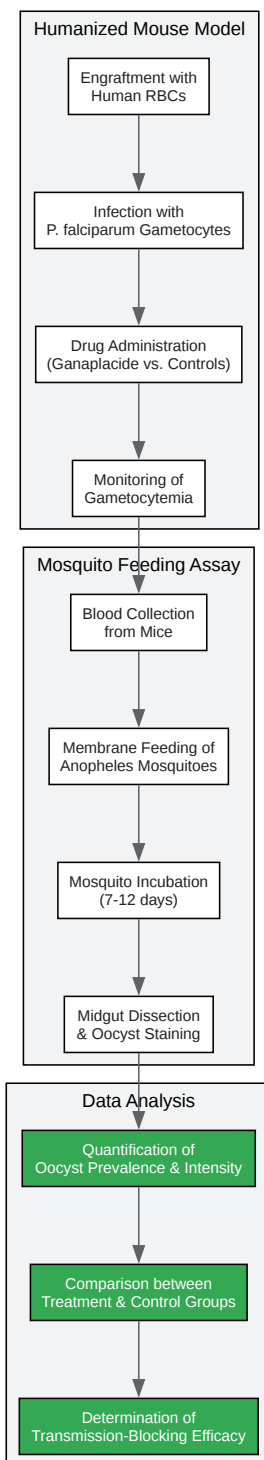 Humanized Mouse Model
Engraftment with
Human RBCs
Infection with
P. falciparum Gametocytes
Drug Administration
(Ganaplacide vs. Controls)
Monitoring of
Gametocytemia
Mosquito Feeding Assay
Blood Collection
from Mice
Membrane Feeding of
Anopheles Mosquitoes
Mosquito Incubation
(7-12 days)
Midgut Dissection
& Oocyst Staining
Data Analysis
Quantification of
Oocyst Prevalence & Intensity
Comparison between
Treatment & Control Groups
Determination of
Transmission-Blocking Efficacy